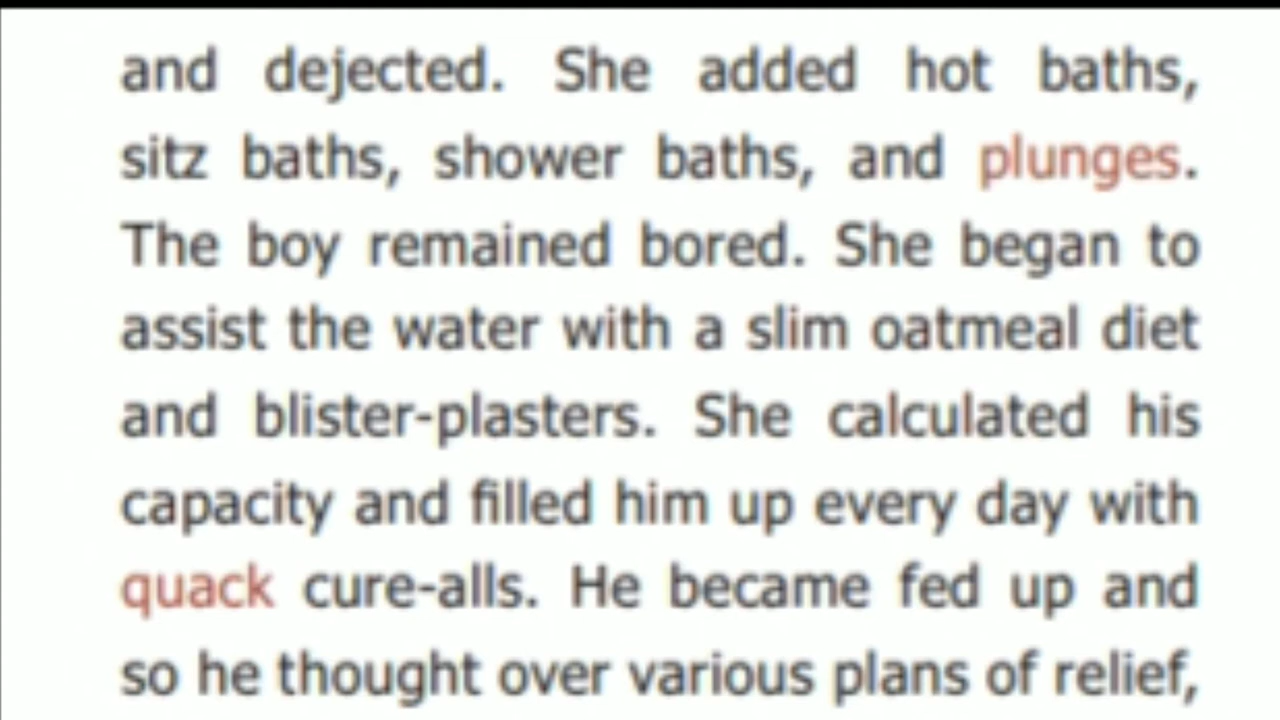 and dejected. She added hot baths,
sitz baths, shower baths, and plunges.
The boy remained bored. She began to
assist the water with a slim oatmeal diet
and blister-plasters. She calculated his
capacity and filled him up every day with
quack cure-alls. He became fed up and
so he thought over various plans of relief,